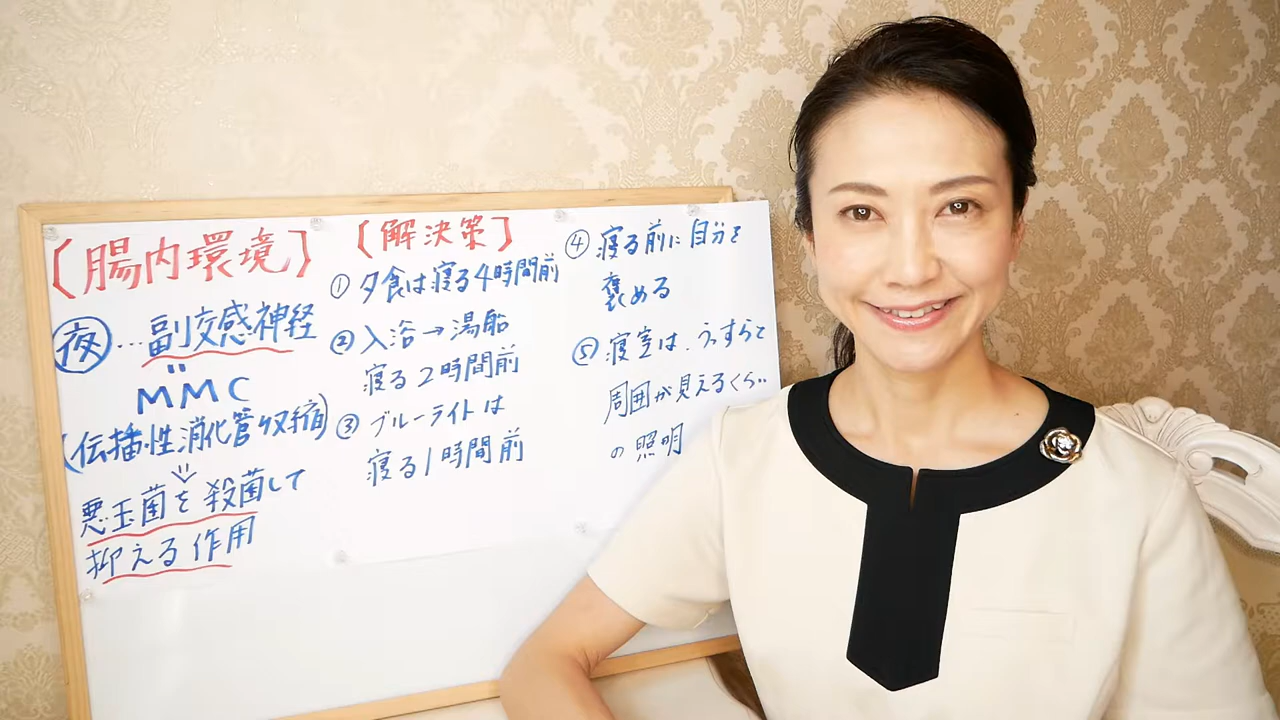 【腸内環境】
夜…副交感神経
MMC
(伝播性消化管収縮)
悪玉菌を殺菌して
抑える作用
【解決策】
① 夕食は寝る4時間前
② 入浴→湯船
寝る2時間前
③ ブルーライトは
寝る1時間前
④ 寝る前に自分を
褒める
⑤ 寝室は、うっすらと
周囲が見えるくらい
の照明